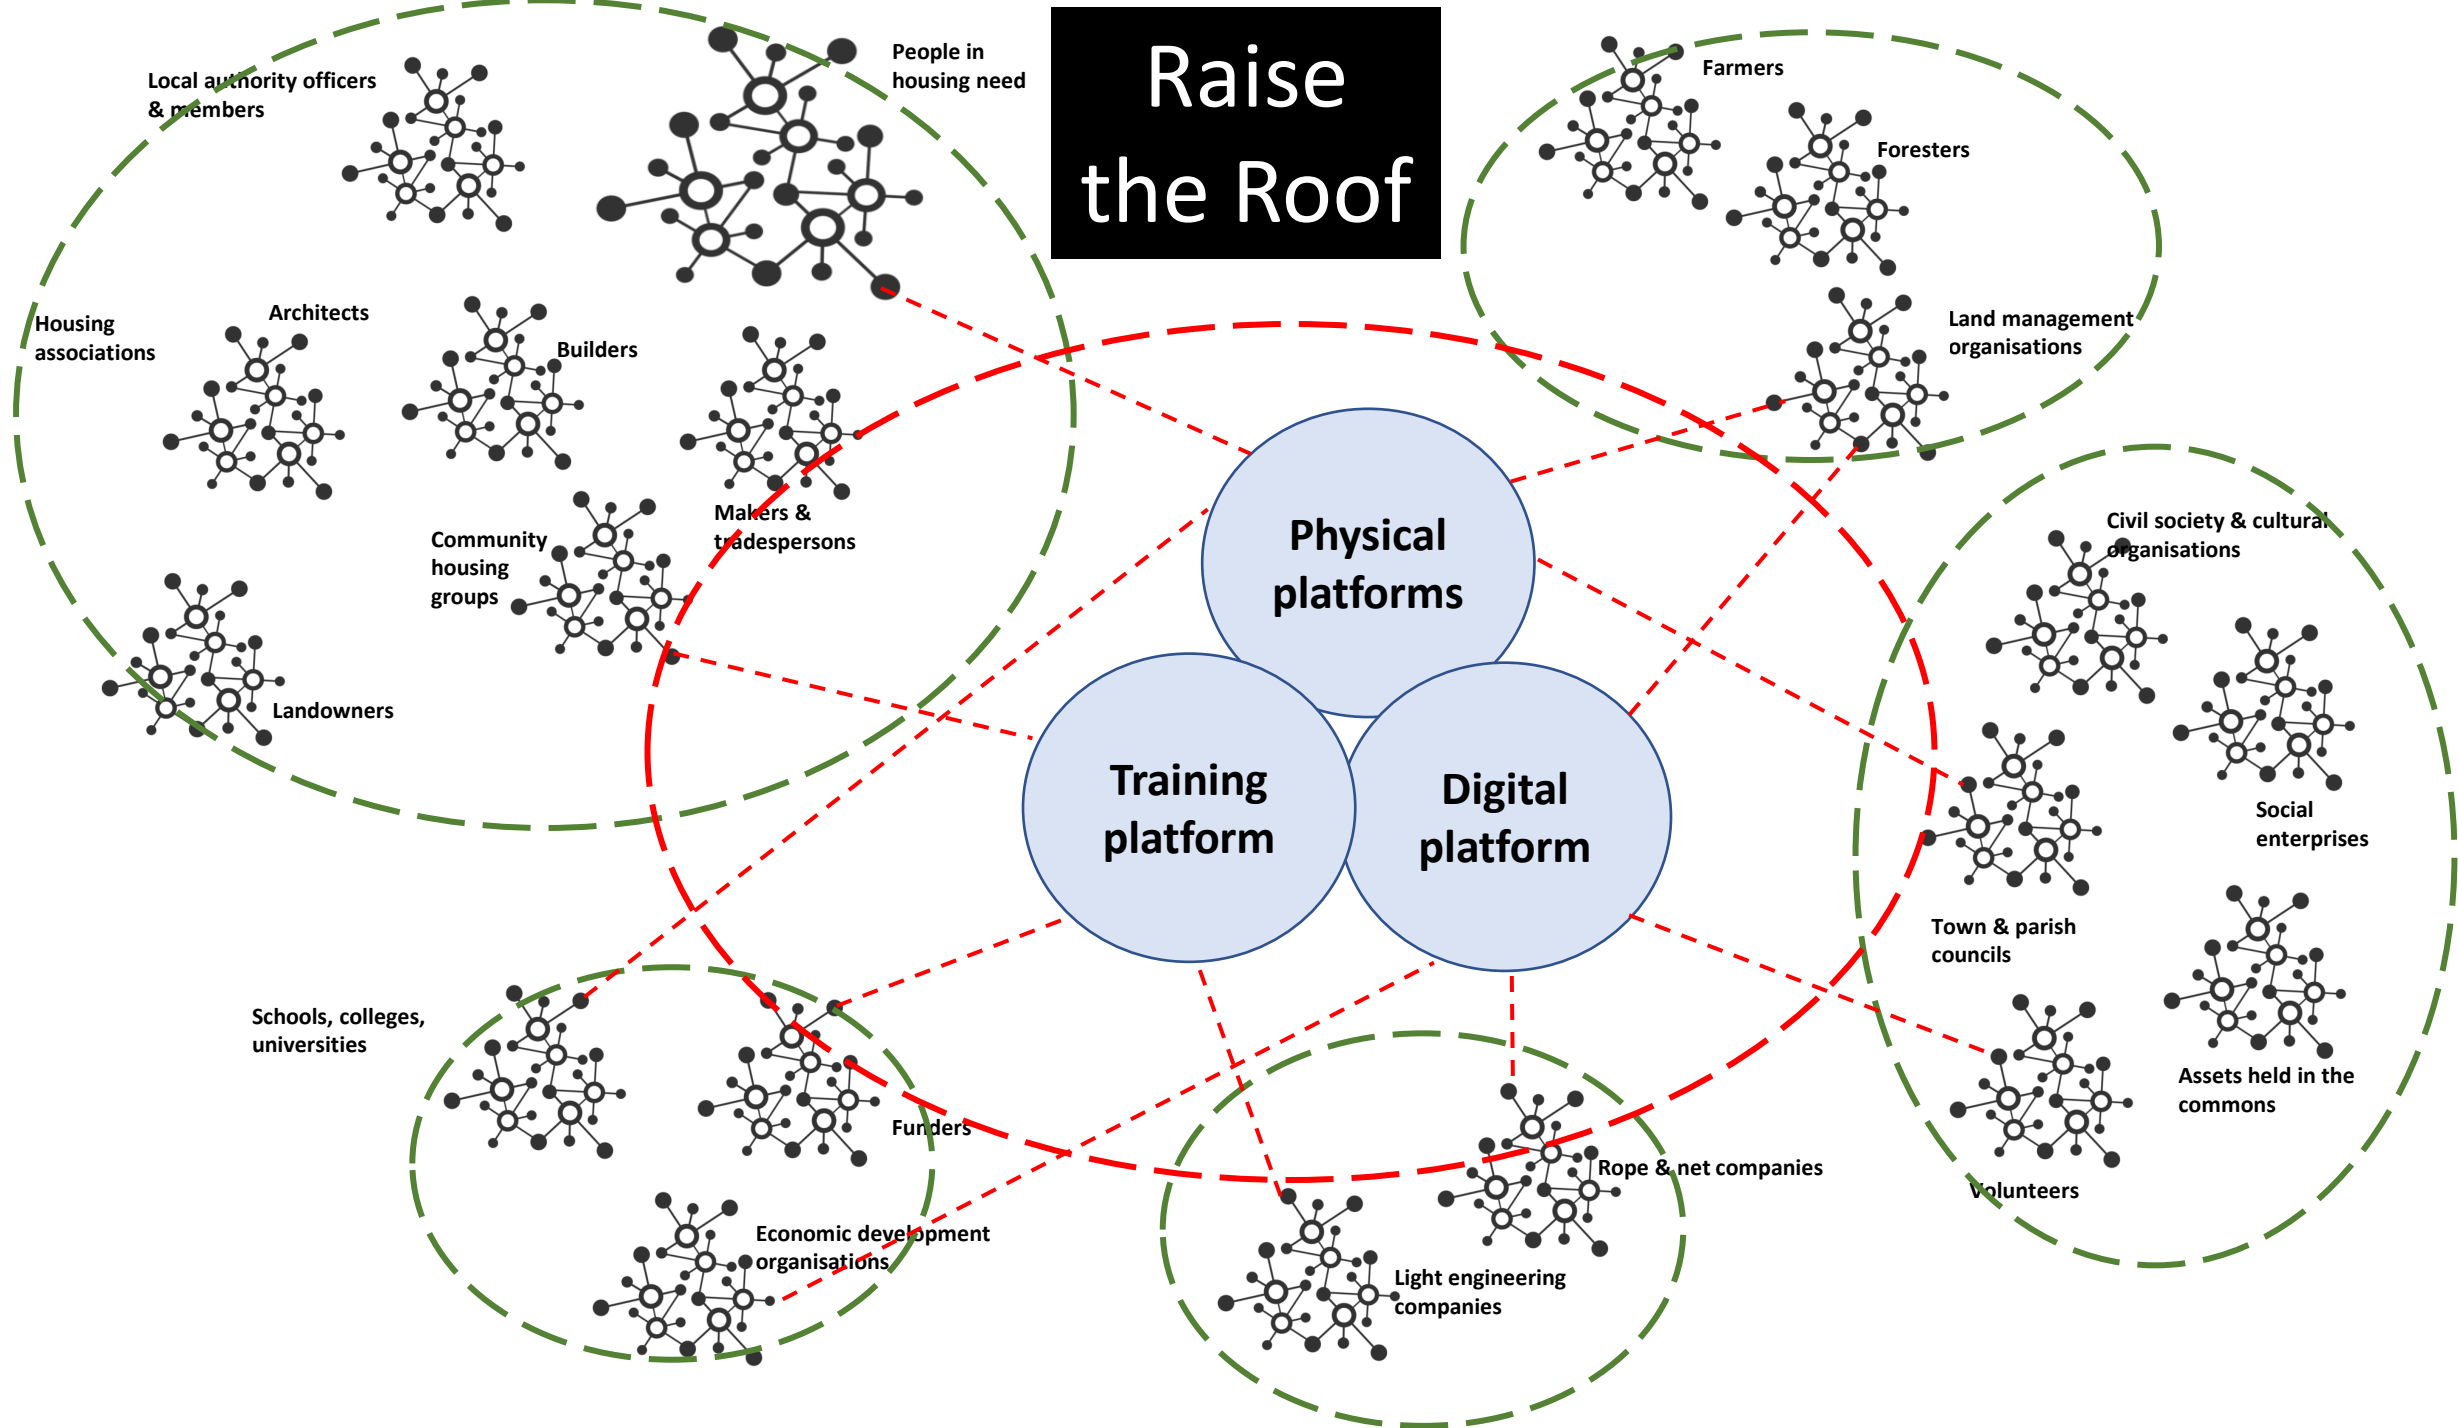 Raise
the Roof
Local authority officers
& members
People in
housing need
Housing
associations
Architects
Builders
Makers &
tradespersons
Community
housing
groups
Landowners
Farmers
Foresters
Land management
organisations
Physical
platforms
Training
platform
Digital
platform
Civil society & cultural
organisations
Social
enterprises
Town & parish
councils
Assets held in the
commons
Volunteers
Schools, colleges,
universities
Funders
Economic development
organisations
Rope & net companies
Light engineering
companies